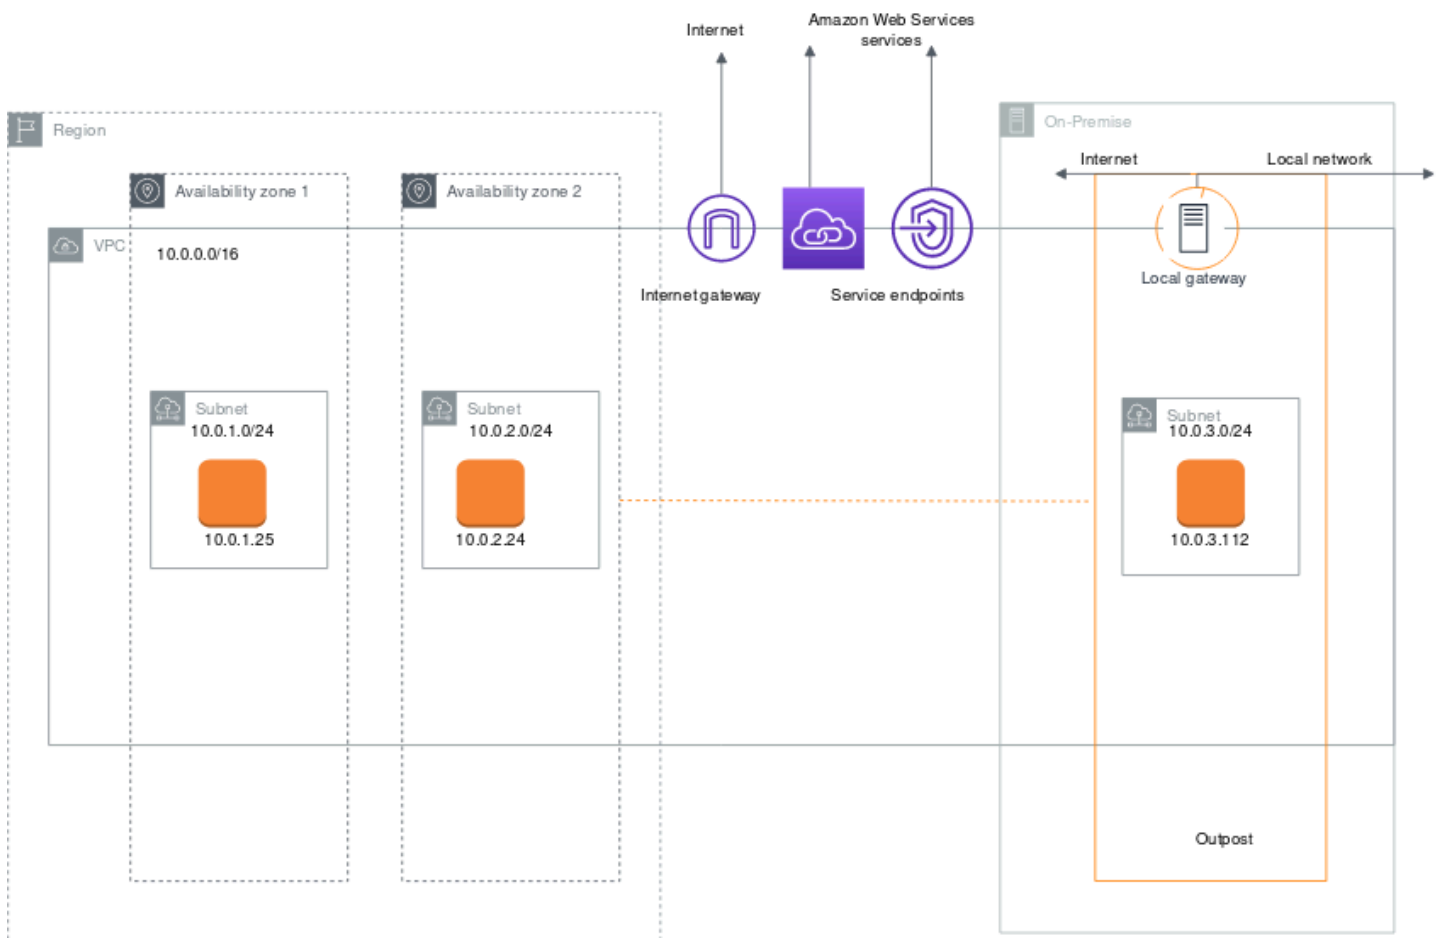 Internet
Amazon Web Services
services
Region
On-Premise
Internet
Local network
Availability zone 1
Availability zone 2
VPC
10.0.0.0/16
Local gateway
Internet gateway
Service endpoints
Subnet
10.0.1.0/24
10.0.1.25
Subnet
10.0.2.0/24
10.0.2.24
Subnet
10.0.3.0/24
10.0.3.112
Outpost